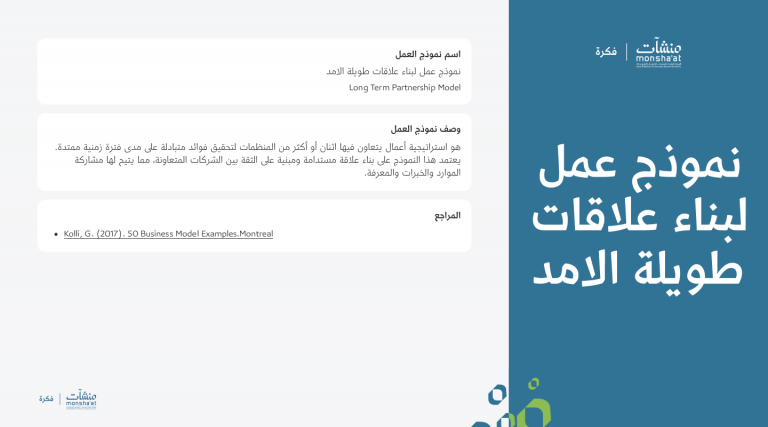 منشآت
monsha'at
فكرة
نموذج عمل
لبناء علاقات
طويلة الامد
اسم نموذج العمل
نموذج عمل لبناء علاقات طويلة الامد
Long Term Partnership Model
وصف نموذج العمل
هو استراتيجية أعمال يتعاون فيها اثنان أو أكثر من المنظمات لتحقيق فوائد متبادلة على مدى فترة زمنية ممتدة.
يعتمد هذا النموذج على بناء علاقة مستدامة ومبنية على الثقة بين الشركات المتعاونة، مما يتيح لها مشاركة
الموارد والخبرات والمعرفة.
المراجع
• Kolli, G. (2017). 50 Business Model Examples.Montreal
منشآت
monsha'at
فكرة